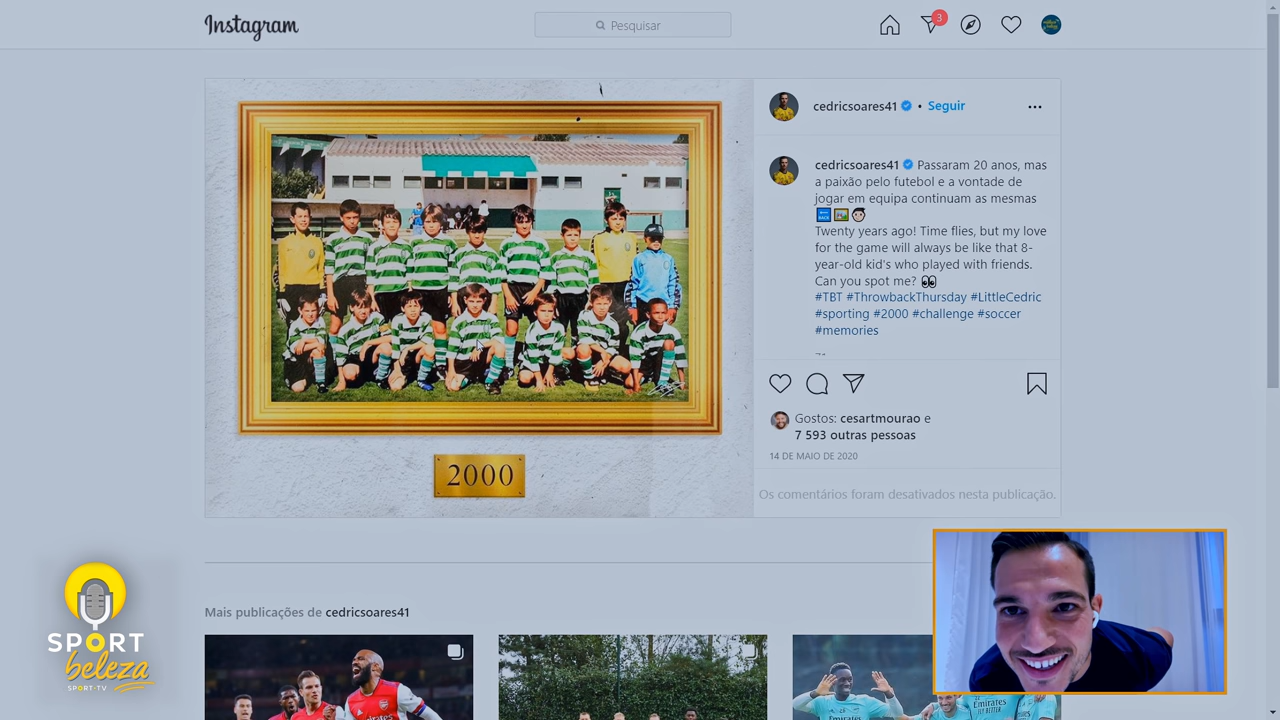 Instagram
Pesquisar
3
cedricsoares41 • Seguir
cedricsoares41 Passaram 20 anos, mas
a paixão pelo futebol e a vontade de
jogar em equipa continuam as mesmas
BACK
Twenty years ago! Time flies, but my love
for the game will always be like that 8-
year-old kid's who played with friends.
Can you spot me?
#TBT #ThrowbackThursday #LittleCedric
#sporting #2000 #challenge #soccer
#memories
Gostos: cesartmourao e
7 593 outras pessoas
14 DE MAIO DE 2020
Os comentários foram desativados nesta publicação.
2000
Mais publicações de cedricsoares41
SPORT
beleza
SPORT•TV